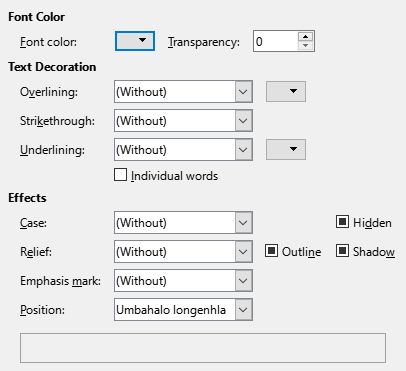 Font Color
Font color: Transparency: 0
Text Decoration
Overlining: (Without)
Strikethrough: (Without)
Underlining: (Without)
Individual words
Effects
Case: (Without) Hidden
Relief: (Without) Outline Shadow
Emphasis mark: (Without)
Position: Umbahalo longenhla